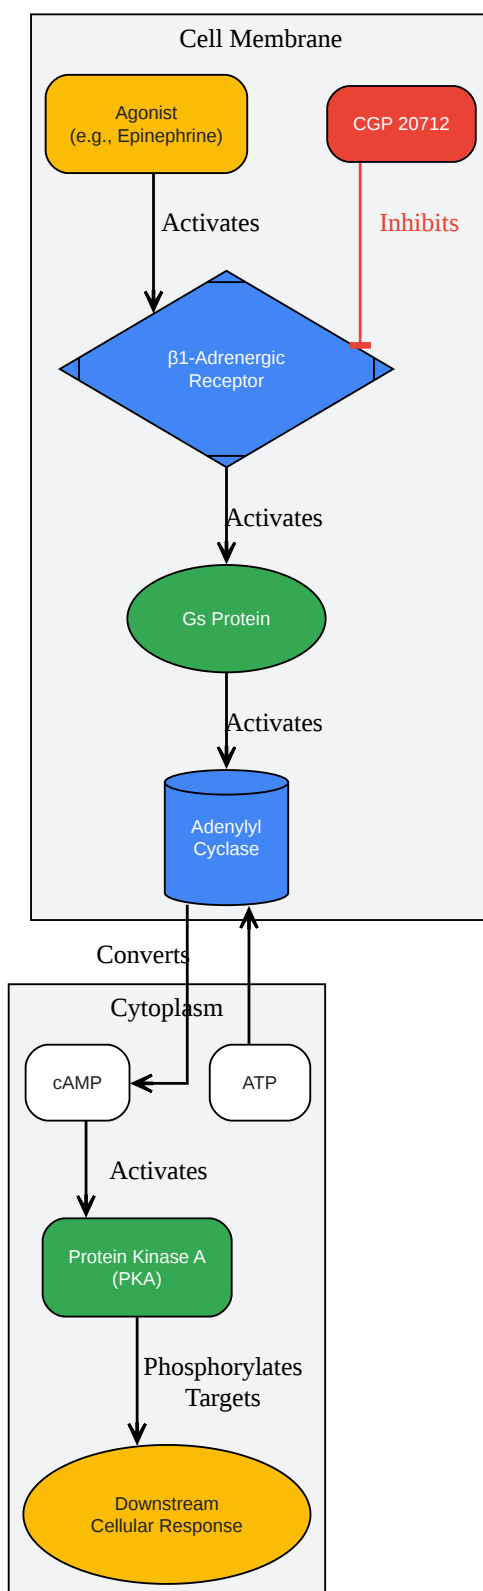 Cell Membrane
Agonist
(e.g., Epinephrine)
CGP 20712
Activates
Inhibits
β1-Adrenergic
Receptor
Activates
Gs Protein
Activates
Adenylyl
Cyclase
Converts
Cytoplasm
cAMP
ATP
Activates
Protein Kinase A
(PKA)
Phosphorylates
Targets
Downstream
Cellular Response